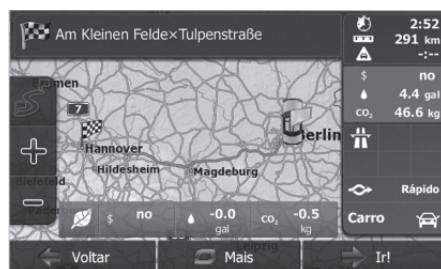 Am Kleinen Felde×Tulpenstraße
2:52
291 km
-:--
$ no
4.4 gal
CO₂ 46.6 kg
Rápido
Carro
Bremen
7
Hannover
Hildesheim
Magdeburg
Berlin
Bielefeld
Leipzig
$ no
-0.0 gal
CO₂ -0.5 kg
Voltar
Mais
Ir!